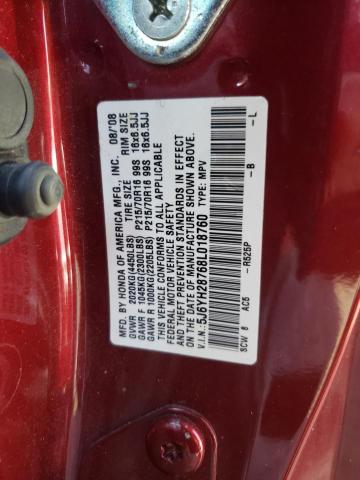 MFD. BY HONDA OF AMERICA MFG., INC. 08/'08
GVWR 2020KG(4450LBS) TIRE SIZE RIM SIZE
GAWR F 1045KG(2300LBS) P215/70R16 99S 16x6.5JJ
GAWR R 1000KG(2205LBS) P215/70R16 99S 16x6.5JJ
THIS VEHICLE CONFORMS TO ALL APPLICABLE
FEDERAL MOTOR VEHICLE SAFETY
AND THEFT PREVENTION STANDARDS IN EFFECT
ON THE DATE OF MANUFACTURE SHOWN ABOVE.
V.I.N.: 5J6YH28768L018760 TYPE: MPV
SCW 8 AC5 -R525P -B -L